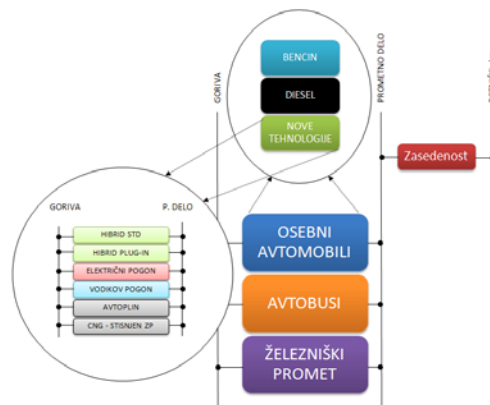 BENCIN
DIESEL
NOVE
TEHNOLOGIJE
GORIVA
PROMETNO DELO
Zasedenost
GORIVA
P. DELO
HIBRID STD
HIBRID PLUG-IN
ELEKTRIČNI POGON
VODIKOV POGON
AVTOPLIN
CNG - STISNJEN ZP
OSEBNI
AVTOMOBILI
AVTOBUSI
ŽELEZNIŠKI
PROMET